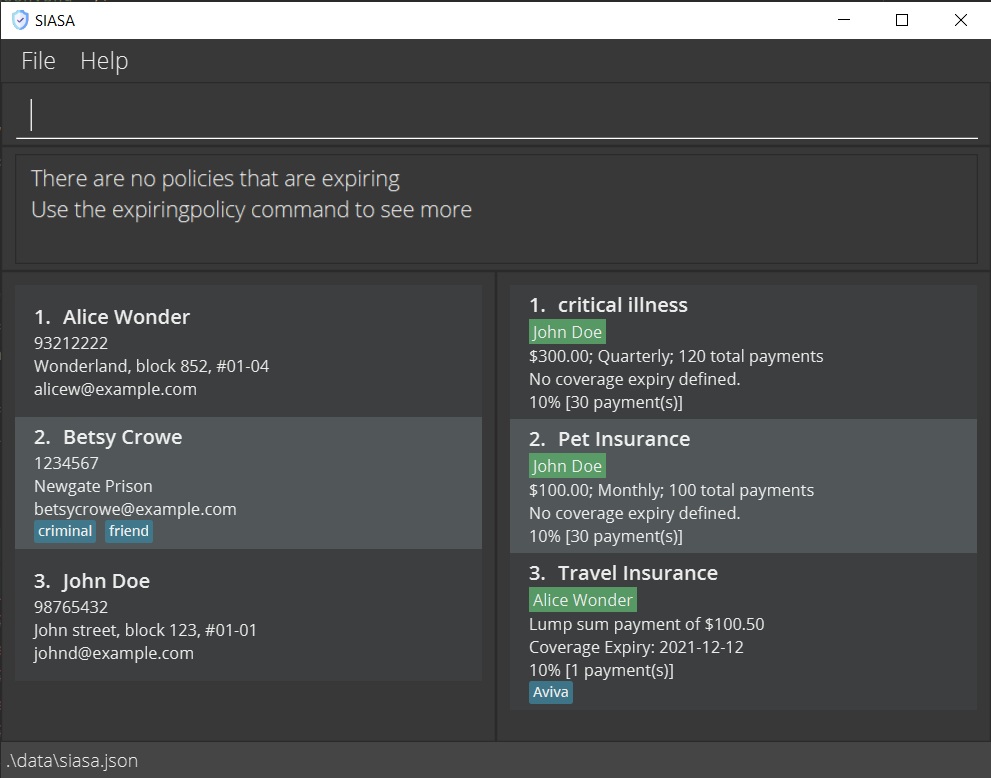 SIASA
File Help
There are no policies that are expiring
Use the expiringpolicy command to see more
1. Alice Wonder
93212222
Wonderland, block 852, #01-04
alicew@example.com
2. Betsy Crowe
1234567
Newgate Prison
betsycrowe@example.com
criminal friend
3. John Doe
98765432
John street, block 123, #01-01
johnd@example.com
1. critical illness
John Doe
$300.00; Quarterly; 120 total payments
No coverage expiry defined.
10% [30 payment(s)]
2. Pet Insurance
John Doe
$100.00; Monthly; 100 total payments
No coverage expiry defined.
10% [30 payment(s)]
3. Travel Insurance
Alice Wonder
Lump sum payment of $100.50
Coverage Expiry: 2021-12-12
10% [1 payment(s)]
Aviva
.\data\siasa.json